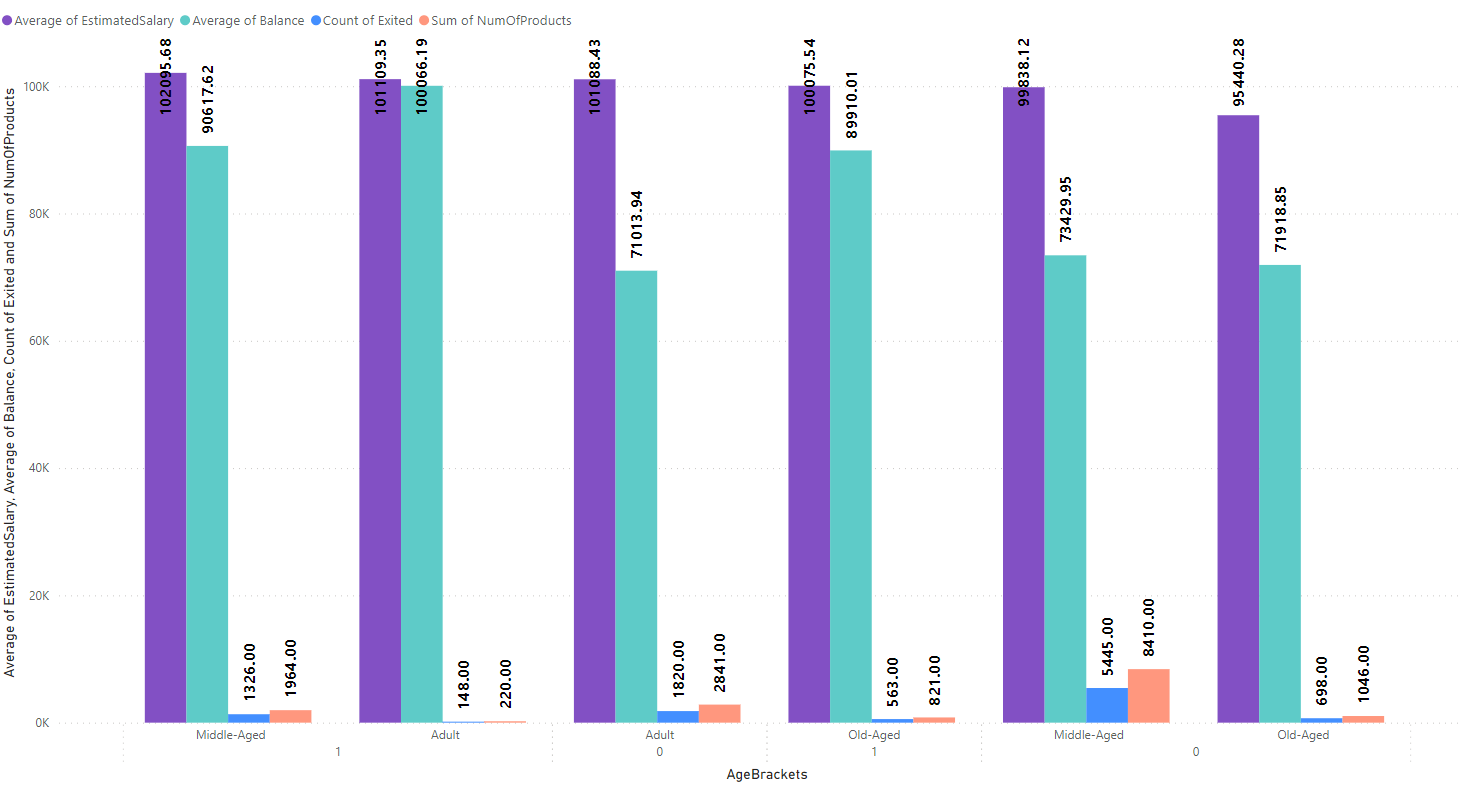 Average of EstimatedSalary Average of Balance Count of Exited Sum of NumOfProducts
Average of EstimatedSalary, Average of Balance, Count of Exited and Sum of NumOfProducts
100K
80K
60K
40K
20K
0K
102095.68
90617.62
1326.00
1964.00
101109.35
100066.19
148.00
220.00
101088.43
71013.94
1820.00
2841.00
100075.54
89910.01
563.00
821.00
99838.12
73429.95
5445.00
8410.00
95440.28
71918.85
698.00
1046.00
Middle-Aged Adult Adult Old-Aged Middle-Aged Old-Aged
1 0 1 0
AgeBrackets